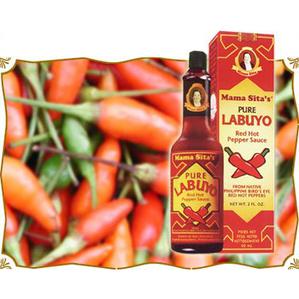 Mama Sita's
PURE
LABUYO
Red Hot
Pepper Sauce
FROM NATIVE
PHILIPPINE BIRD'S EYE
RED HOT PEPPERS
NET WT. 2 FL. OZ.
Mama Sita's
PURE
LABUYO
Red Hot
Pepper Sauce